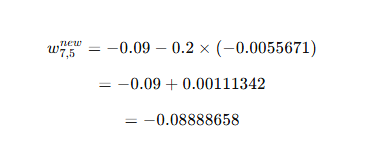 w_{7,5}^{new} = −0.09 − 0.2 × (−0.0055671)
= −0.09 + 0.00111342
= −0.08888658